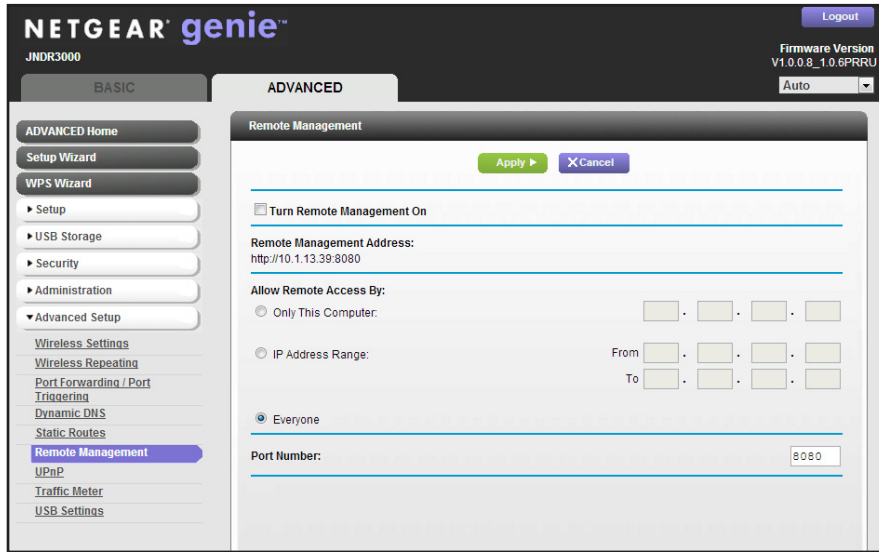 NETGEAR® genie™
Logout
JNDR3000
Firmware Version
V1.0.0.8_1.0.6PRRU
BASIC
ADVANCED
Auto
ADVANCED Home
Setup Wizard
WPS Wizard
Setup
USB Storage
Security
Administration
Advanced Setup
Wireless Settings
Wireless Repeating
Port Forwarding / Port
Triggering
Dynamic DNS
Static Routes
Remote Management
UPnP
Traffic Meter
USB Settings
Remote Management
Apply
X Cancel
Turn Remote Management On
Remote Management Address:
http://10.1.13.39:8080
Allow Remote Access By:
Only This Computer:
. . .
IP Address Range:
From . . .
To . . .
Everyone
Port Number:
8080